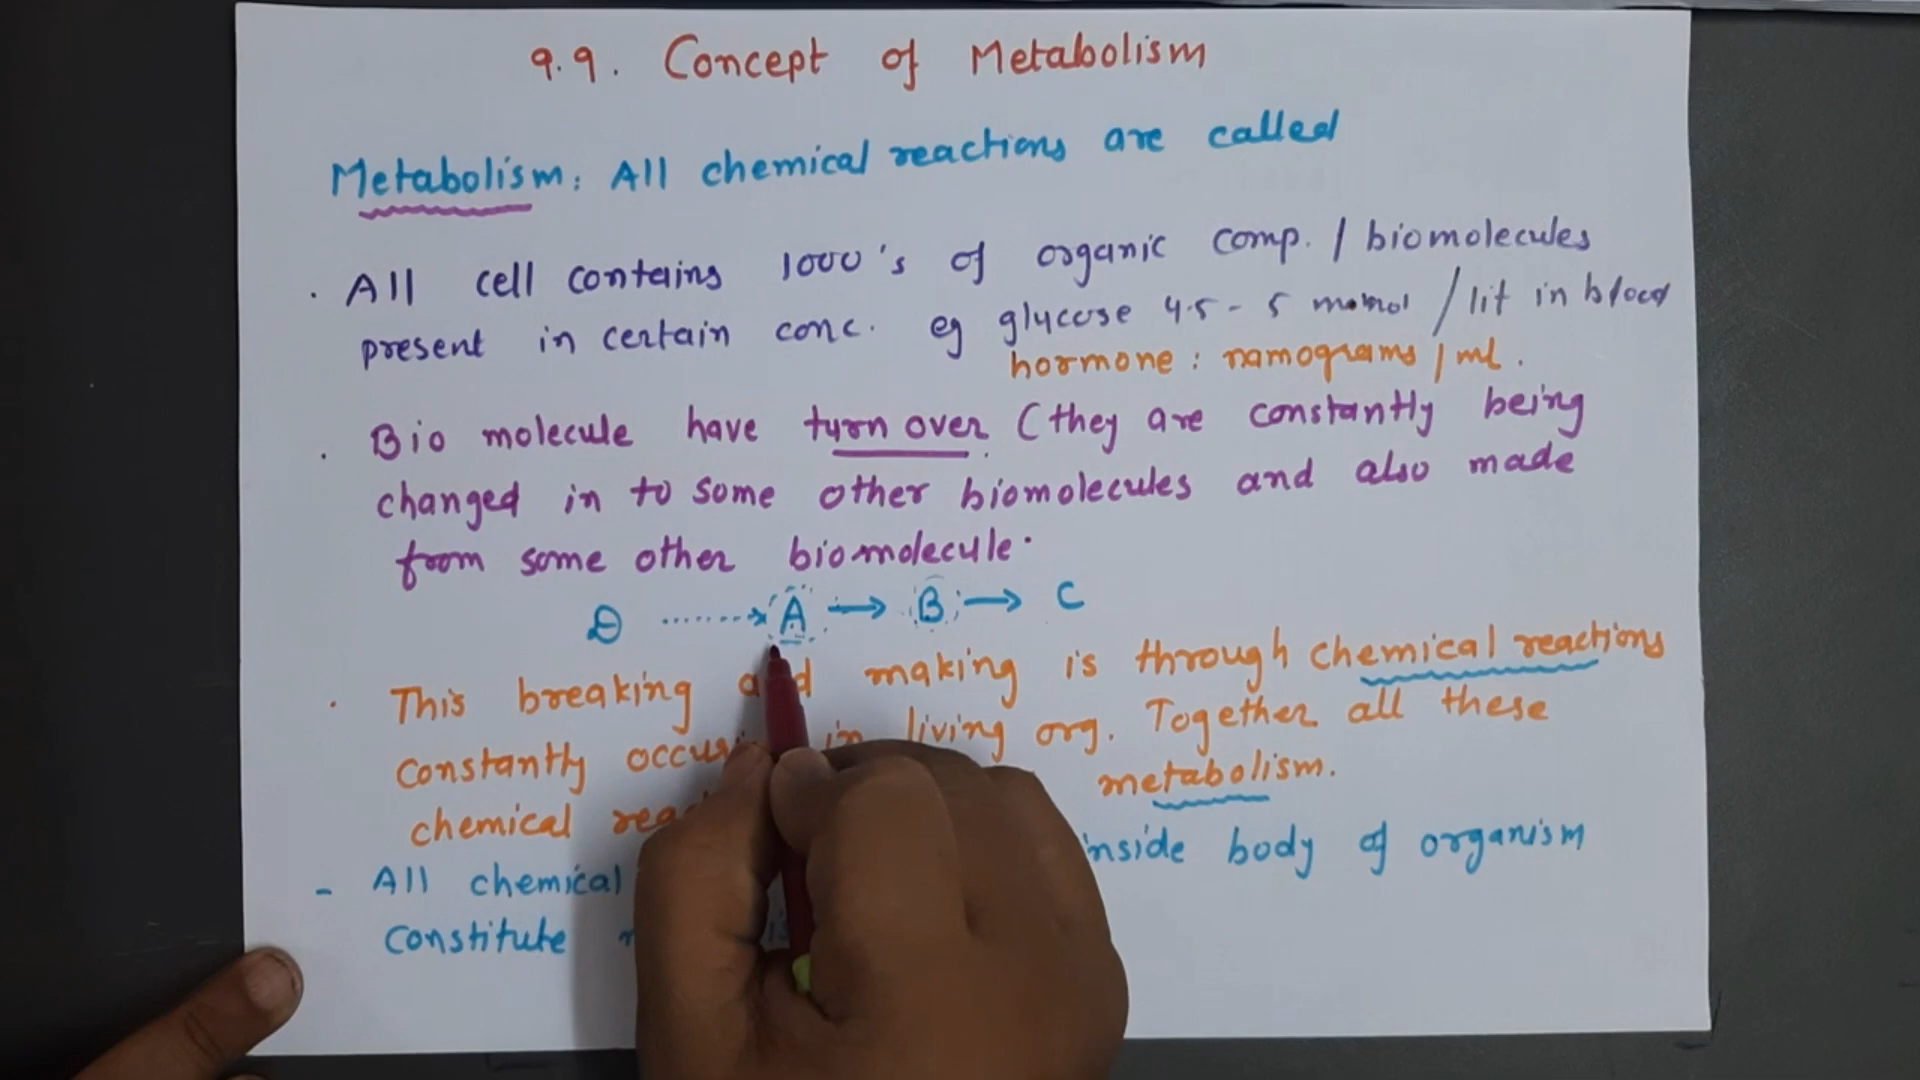 9.9. Concept of Metabolism
Metabolism: All chemical reactions are called
. All cell contains 1000's of organic comp. / biomolecules
present in certain conc. eg glycose 4.5 - 5 mmol / lit in blood
hormone : namograms / ml.
. Bio molecule have turn over (they are constantly being
changed in to some other biomolecules and also made
from some other biomolecule.
D ........> A → B → C
. This breaking and making is through chemical reactions
constantly in living org. Together all these
chemical metabolism.
- All chemical inside body of organism
constitute